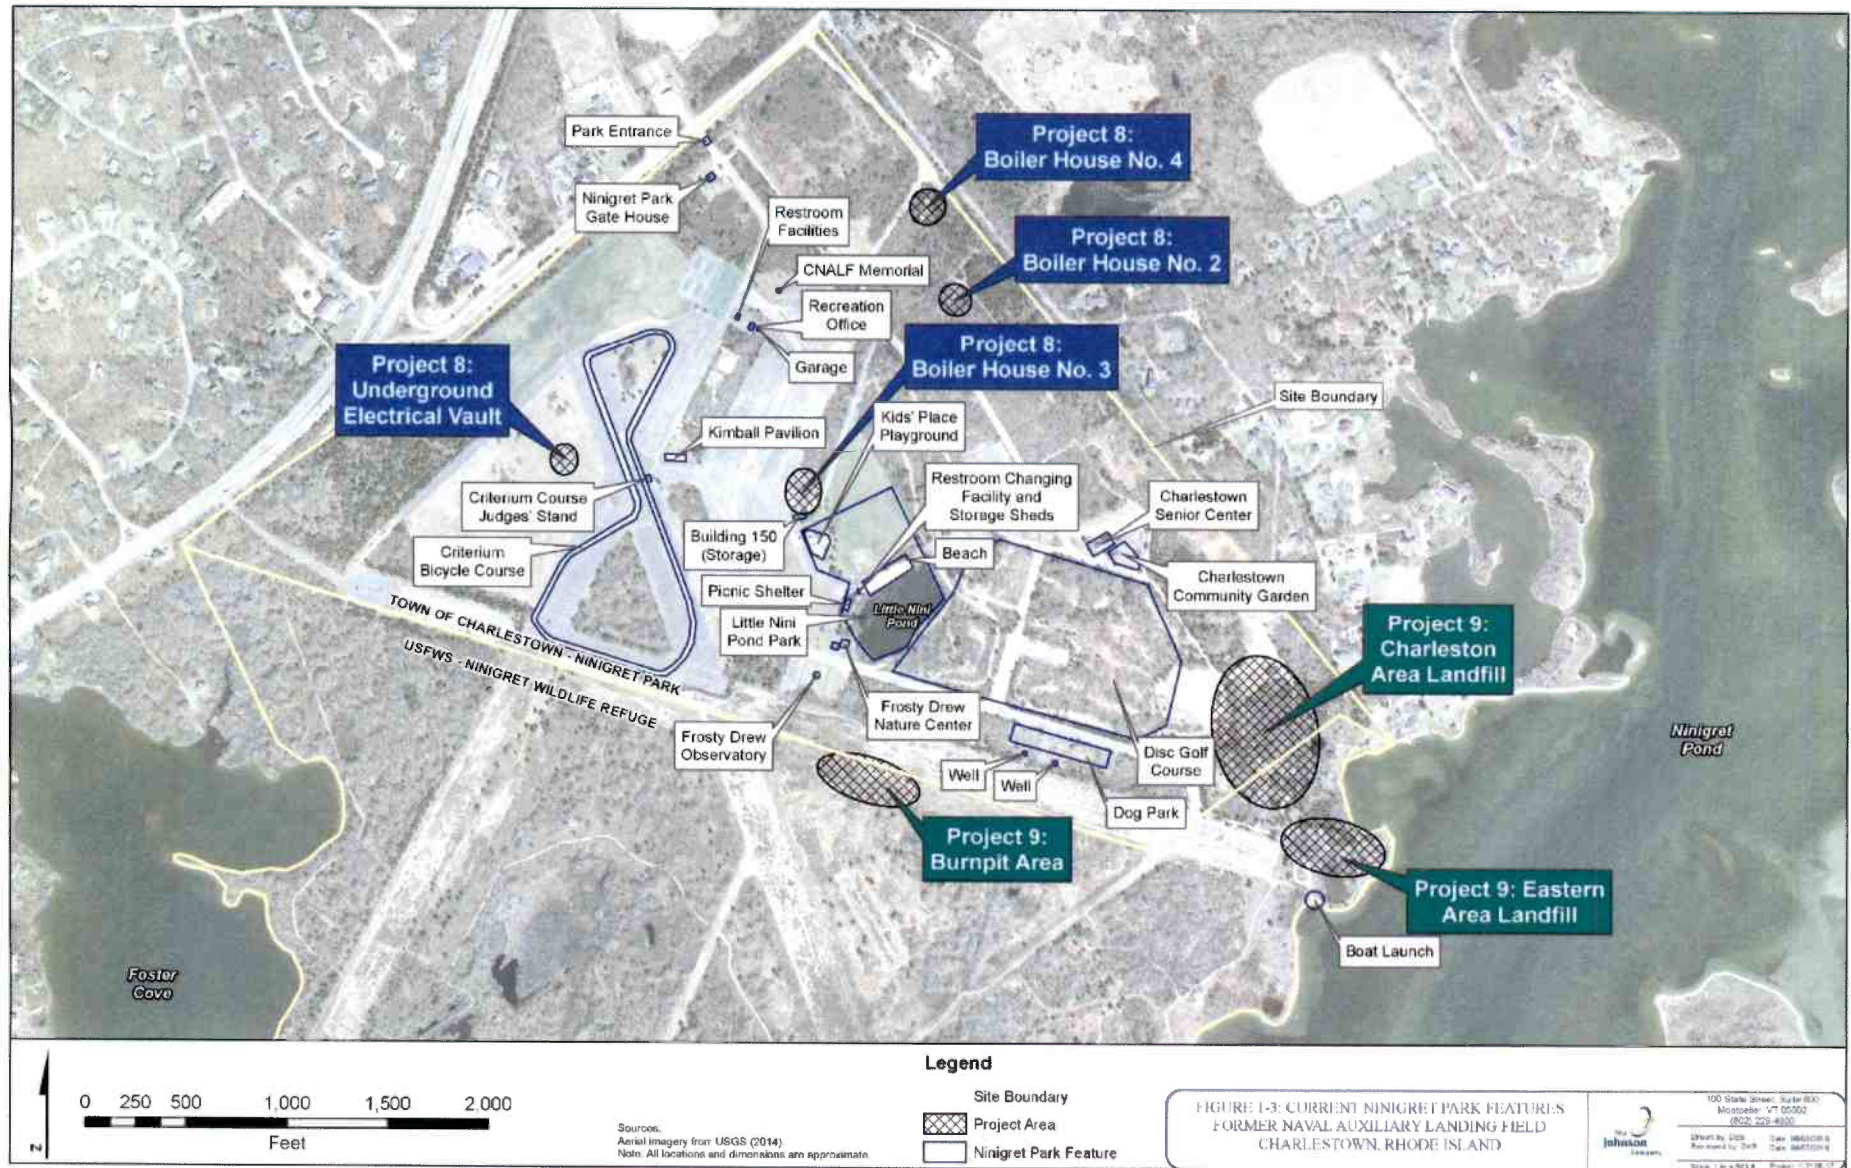 Park Entrance
Project 8:
Boiler House No. 4
Ninigret Park
Gate House
Restroom
Facilities
Project 8:
Boiler House No. 2
CNALF Memorial
Recreation
Office
Project 8:
Boiler House No. 3
Garage
Project 8:
Underground
Electrical Vault
Site Boundary
Kids' Place
Playground
Kimball Pavilion
Restroom Changing
Facility and
Storage Sheds
Criterium Course
Judges' Stand
Charlestown
Senior Center
Building 150
(Storage)
Beach
Criterium
Bicycle Course
Charlestown
Community Garden
Picnic Shelter
Little Nini
Pond Park
Little Nini
Pond
TOWN OF CHARLESTOWN - NINIGRET PARK
USFWS - NINIGRET WILDLIFE REFUGE
Project 9:
Charleston
Area Landfill
Frosty Drew
Nature Center
Frosty Drew
Observatory
Ninigret
Pond
Disc Golf
Course
Well
Well
Dog Park
Project 9:
Burnpit Area
Project 9: Eastern
Area Landfill
Boat Launch
Foster
Cove
Legend
Site Boundary
Project Area
Ninigret Park Feature
N
0 250 500 1,000 1,500 2,000
Feet
Sources:
Aerial imagery from USGS (2014)
Note: All locations and dimensions are approximate
FIGURE 1-3: CURRENT NINIGRET PARK FEATURES
FORMER NAVAL AUXILIARY LANDING FIELD
CHARLESTOWN, RHODE ISLAND
The
Johnson
Company
100 State Street, Suite 600
Montpelier, VT 05602
(802) 229-4600